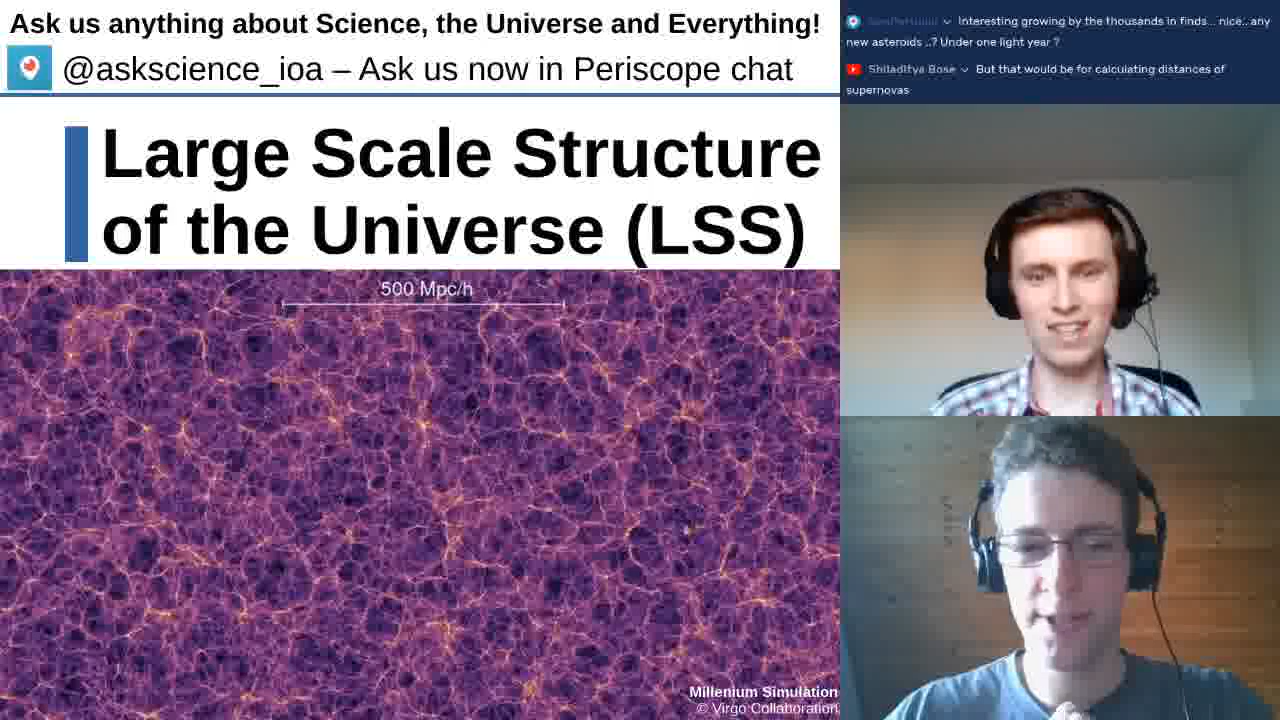 Ask us anything about Science, the Universe and Everything!
@askscience_ioa – Ask us now in Periscope chat
Large Scale Structure
of the Universe (LSS)
500 Mpc/h
Millenium Simulation
© Virgo Collaboration
Interesting growing by the thousands in finds... nice.. any
new asteroids ..? Under one light year ?
Shiladitya Bose But that would be for calculating distances of
supernovas